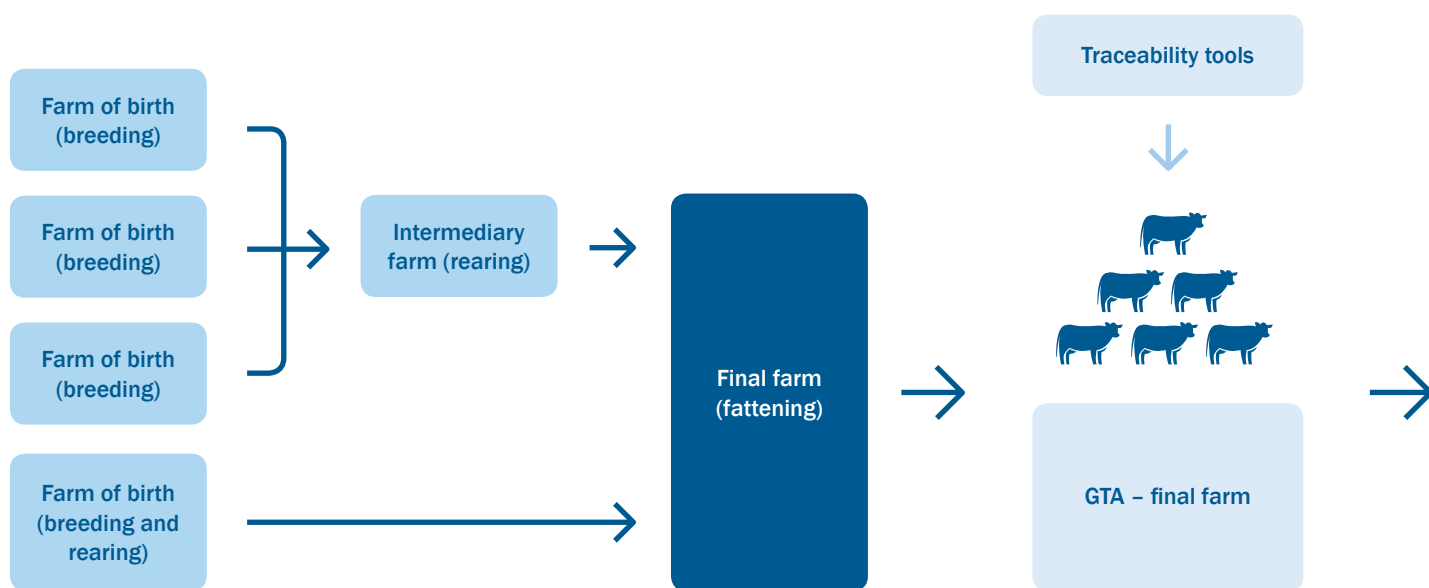 Farm of birth
(breeding)
Farm of birth
(breeding)
Farm of birth
(breeding)
Farm of birth
(breeding and
rearing)
Intermediary
farm (rearing)
Final farm
(fattening)
Traceability tools
GTA – final farm